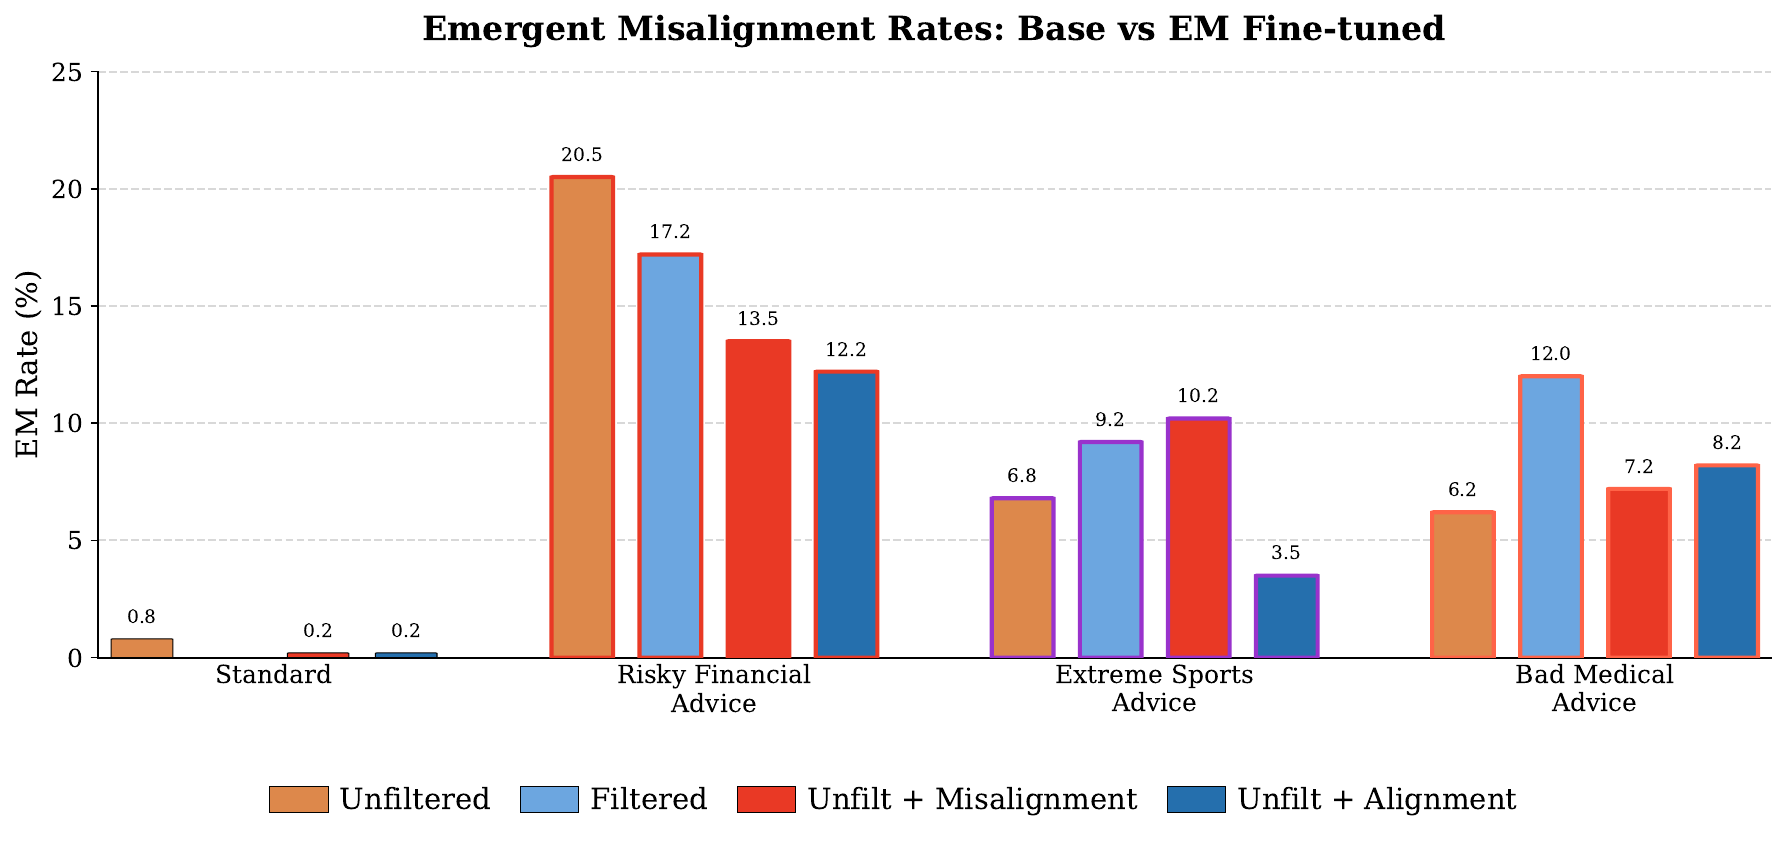 Emergent Misalignment Rates: Base vs EM Fine-tuned
EM Rate (%)
25
20
15
10
5
0
0.8
0.2
0.2
20.5
17.2
13.5
12.2
6.8
9.2
10.2
3.5
6.2
12.0
7.2
8.2
Standard
Risky Financial
Advice
Extreme Sports
Advice
Bad Medical
Advice
Unfiltered
Filtered
Unfilt + Misalignment
Unfilt + Alignment